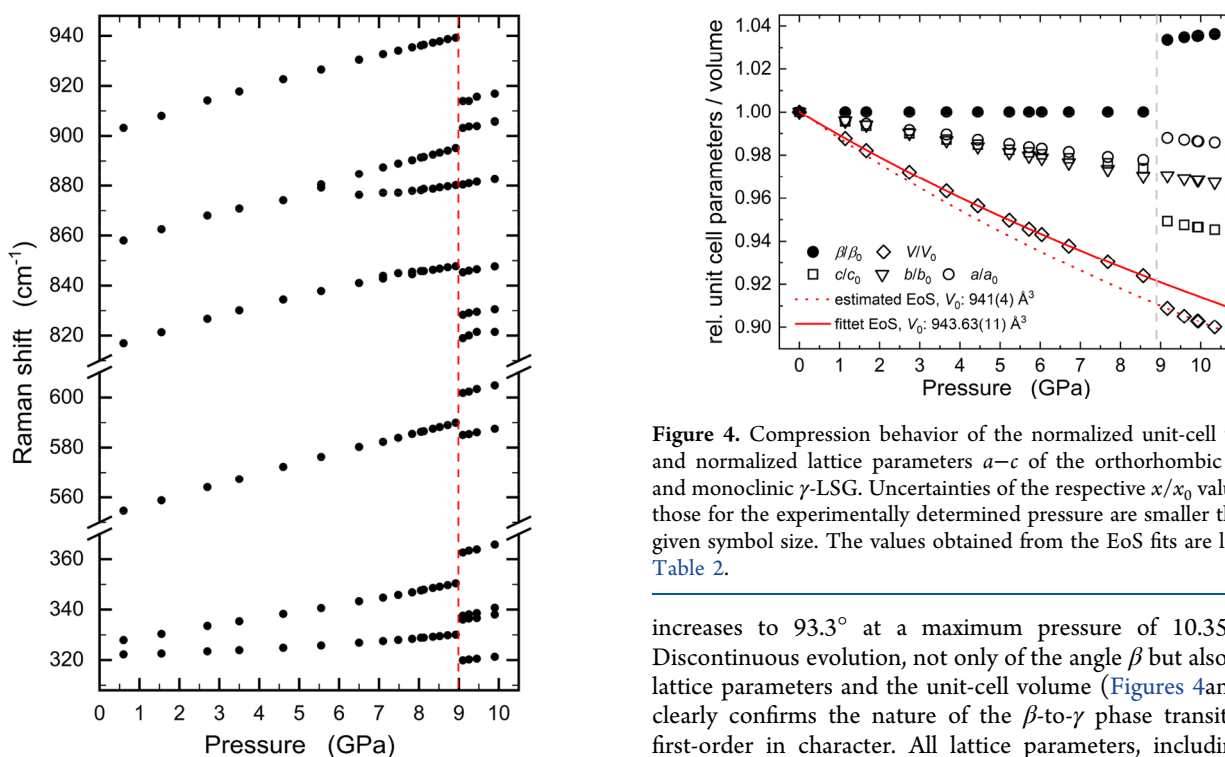 940
920
900
880
860
840
820
600
580
560
360
340
320
Raman shift (cm⁻¹)
0 1 2 3 4 5 6 7 8 9 10
Pressure (GPa)
1.04
1.02
1.00
0.98
0.96
0.94
0.92
0.90
rel. unit cell parameters / volume
β/β₀ V/V₀
c/c₀ b/b₀ a/a₀
estimated EoS, V₀: 941(4) Å³
fittet EoS, V₀: 943.63(11) Å³
0 1 2 3 4 5 6 7 8 9 10
Pressure (GPa)
Figure 4. Compression behavior of the normalized unit-cell
and normalized lattice parameters a−c of the orthorhombic
and monoclinic γ-LSG. Uncertainties of the respective x/x₀ valu
those for the experimentally determined pressure are smaller th
given symbol size. The values obtained from the EoS fits are l
Table 2.
increases to 93.3° at a maximum pressure of 10.35
Discontinuous evolution, not only of the angle β but also
lattice parameters and the unit-cell volume (Figures 4an
clearly confirms the nature of the β-to-γ phase transit
first-order in character. All lattice parameters, includin